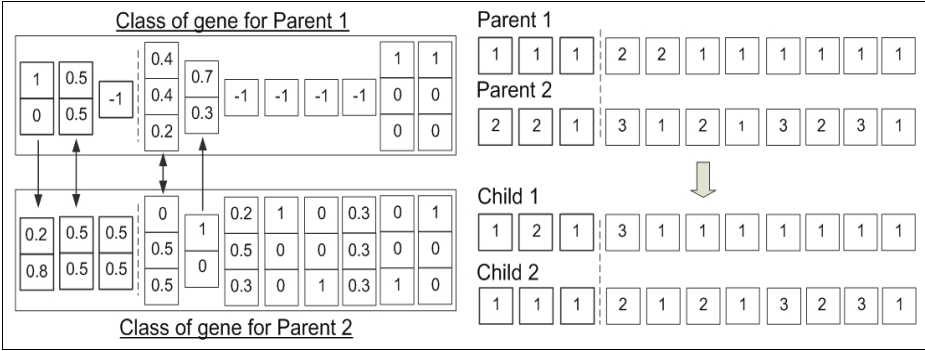 Class of gene for Parent 1
0.4 1 1
1 0.5 0.7
-1 0.4 -1 -1 -1 -1 0 0
0 0.5 0.3
0.2 0 0
0 0.2 1 0 0.3 0 1
0.2 0.5 0.5 1
0.5 0.5 0 0 0.3 0 0
0.8 0.5 0.5 0
0.5 0.3 0 1 0.3 1 0
Class of gene for Parent 2
Parent 1
1 1 1 2 2 1 1 1 1 1 1
Parent 2
2 2 1 3 1 2 1 3 2 3 1
Child 1
1 2 1 3 1 1 1 1 1 1 1
Child 2
1 1 1 2 1 2 1 3 2 3 1